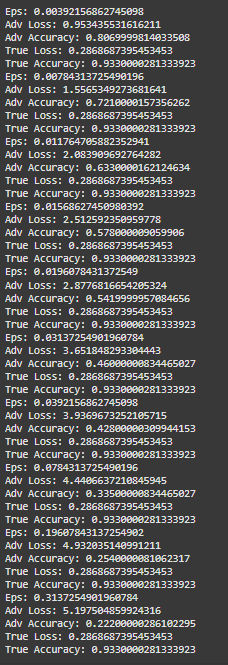 Eps: 0.00392156862745098
Adv Loss: 0.953435531616211
Adv Accuracy: 0.8069999814033508
True Loss: 0.2868687395453453
True Accuracy: 0.9330000281333923
Eps: 0.00784313725490196
Adv Loss: 1.5565349273681641
Adv Accuracy: 0.7210000157356262
True Loss: 0.2868687395453453
True Accuracy: 0.9330000281333923
Eps: 0.011764705882352941
Adv Loss: 2.083909692764282
Adv Accuracy: 0.6330000162124634
True Loss: 0.2868687395453453
True Accuracy: 0.9330000281333923
Eps: 0.01568627450980392
Adv Loss: 2.512592350959778
Adv Accuracy: 0.578000009059906
True Loss: 0.2868687395453453
True Accuracy: 0.9330000281333923
Eps: 0.0196078431372549
Adv Loss: 2.8776816654205324
Adv Accuracy: 0.5419999957084656
True Loss: 0.2868687395453453
True Accuracy: 0.9330000281333923
Eps: 0.03137254901960784
Adv Loss: 3.651848293304443
Adv Accuracy: 0.46000000834465027
True Loss: 0.2868687395453453
True Accuracy: 0.9330000281333923
Eps: 0.0392156862745098
Adv Loss: 3.9369673252105715
Adv Accuracy: 0.42800000309944153
True Loss: 0.2868687395453453
True Accuracy: 0.9330000281333923
Eps: 0.0784313725490196
Adv Loss: 4.4406637210845945
Adv Accuracy: 0.33500000834465027
True Loss: 0.2868687395453453
True Accuracy: 0.9330000281333923
Eps: 0.19607843137254902
Adv Loss: 4.932035140991211
Adv Accuracy: 0.2540000081062317
True Loss: 0.2868687395453453
True Accuracy: 0.9330000281333923
Eps: 0.3137254901960784
Adv Loss: 5.197504859924316
Adv Accuracy: 0.22200000286102295
True Loss: 0.2868687395453453
True Accuracy: 0.9330000281333923